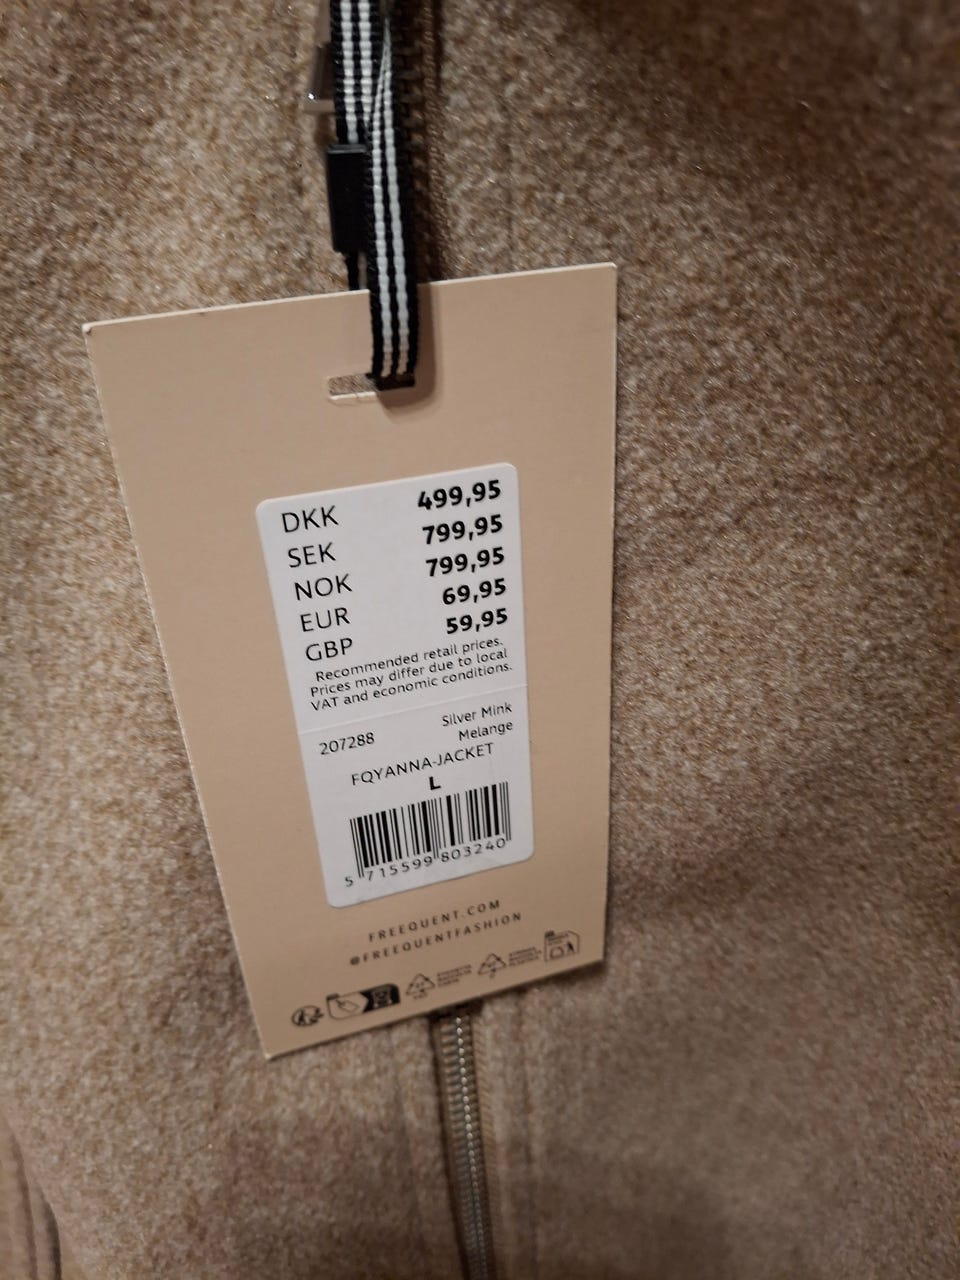 DKK 499,95
SEK 799,95
NOK 799,95
EUR 69,95
GBP 59,95
Recommended retail prices.
Prices may differ due to local
VAT and economic conditions.
207288 Silver Mink
Melange
FQYANNA-JACKET
L
5 715599 803240
FREEQUENT.COM
@FREEQUENTFASHION